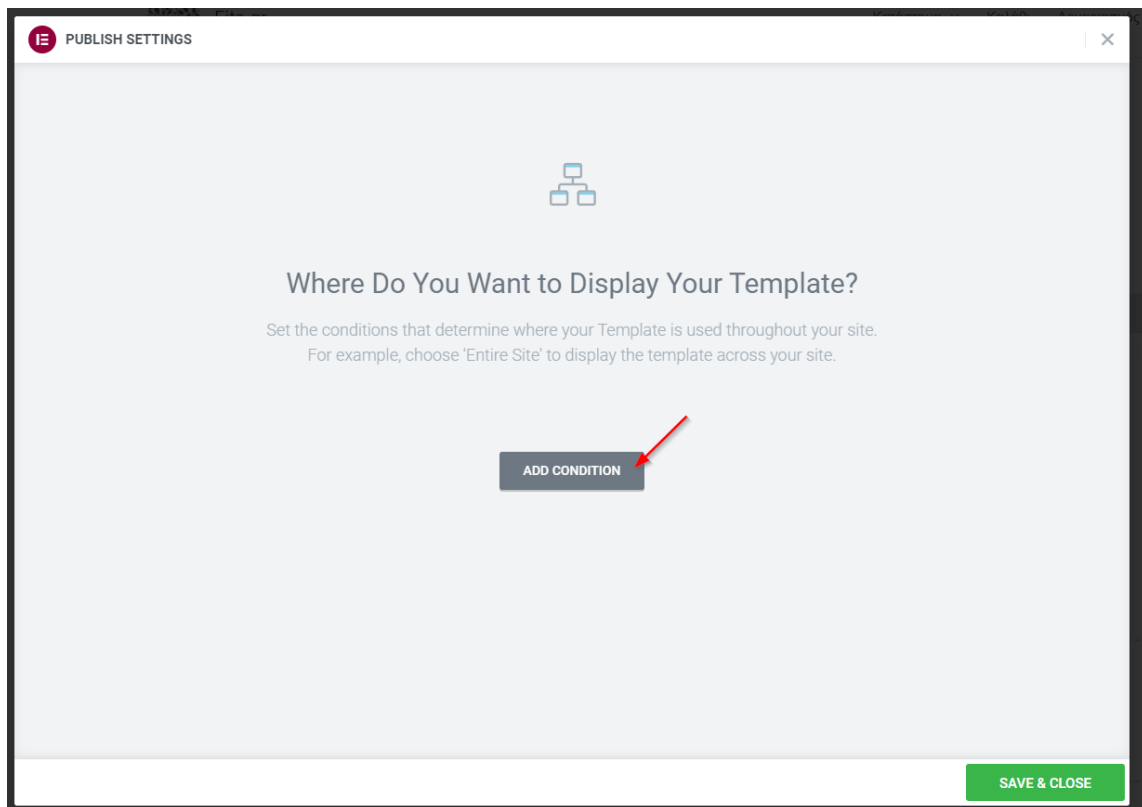 PUBLISH SETTINGS
Where Do You Want to Display Your Template?
Set the conditions that determine where your Template is used throughout your site.
For example, choose 'Entire Site' to display the template across your site.
ADD CONDITION
SAVE & CLOSE